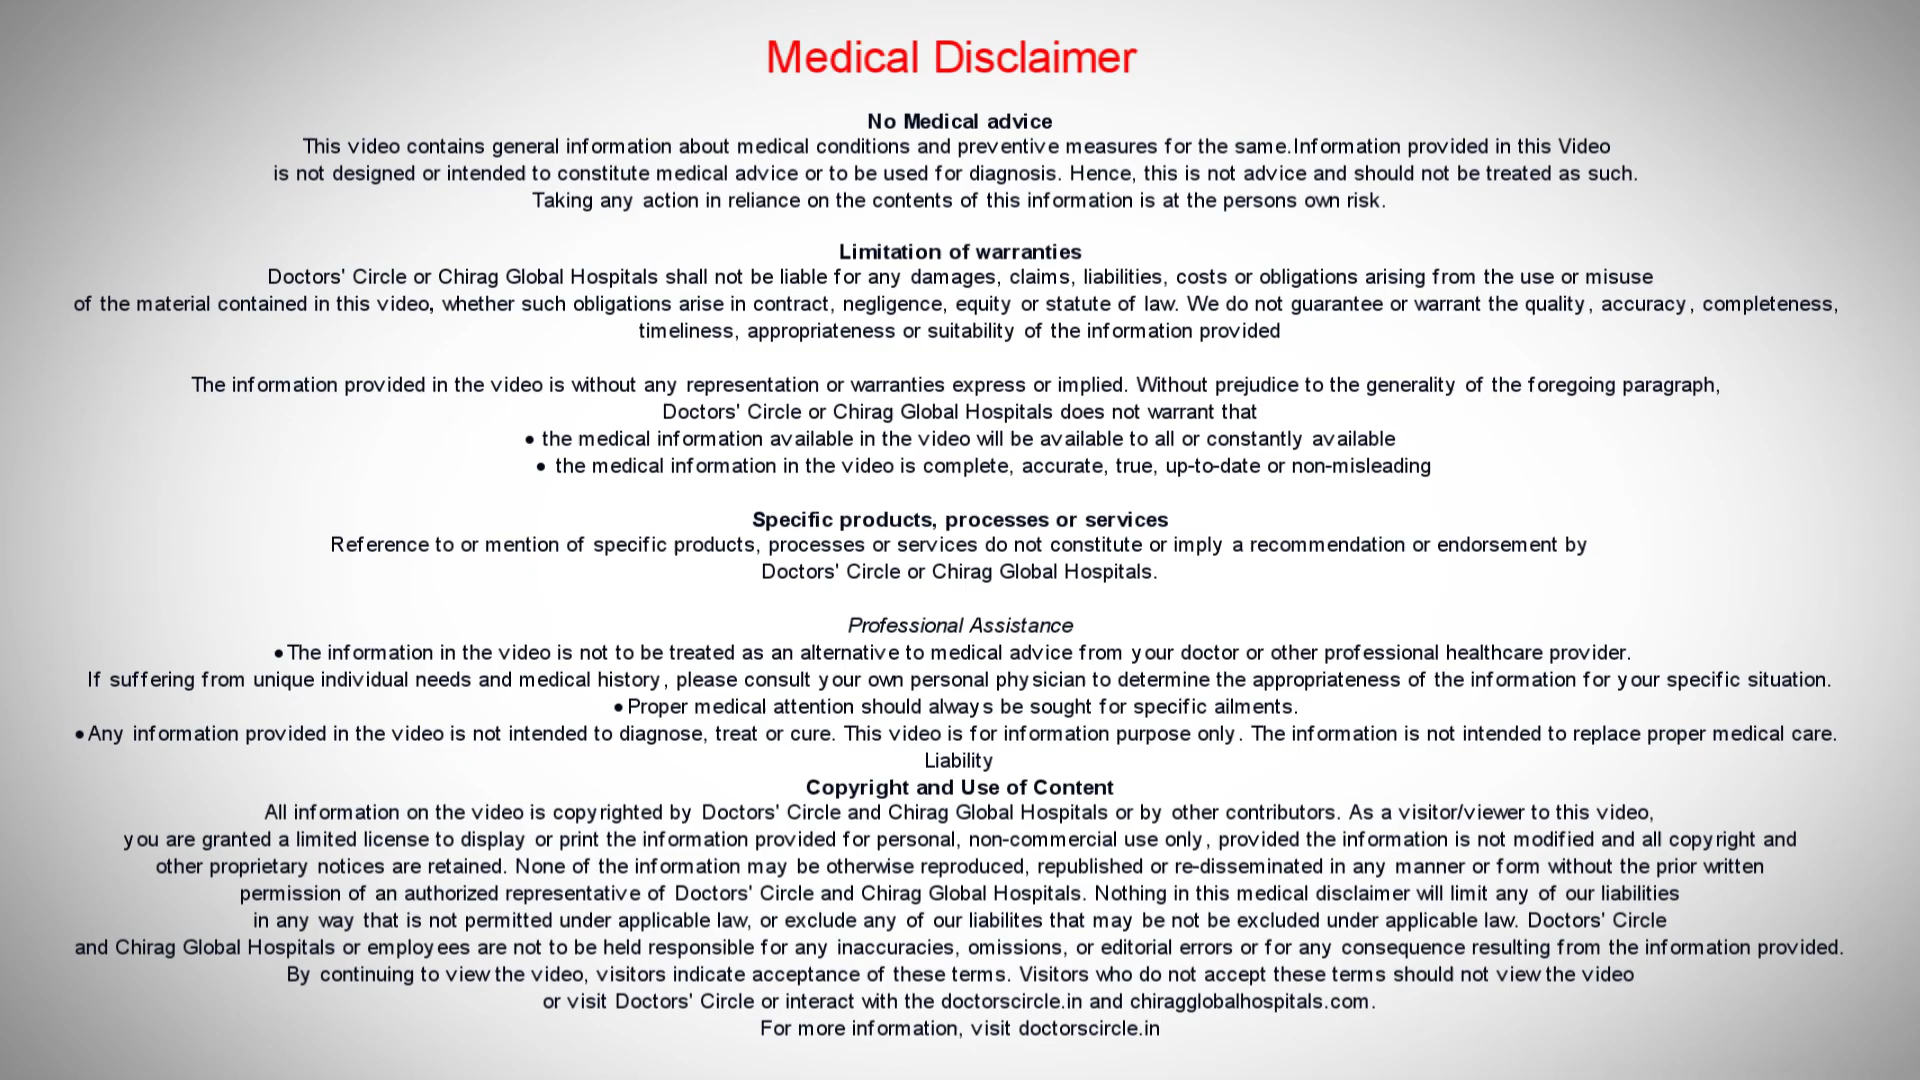 Medical Disclaimer
No Medical advice
This video contains general information about medical conditions and preventive measures for the same.Information provided in this Video
is not designed or intended to constitute medical advice or to be used for diagnosis. Hence, this is not advice and should not be treated as such.
Taking any action in reliance on the contents of this information is at the persons own risk.
Limitation of warranties
Doctors' Circle or Chirag Global Hospitals shall not be liable for any damages, claims, liabilities, costs or obligations arising from the use or misuse
of the material contained in this video, whether such obligations arise in contract, negligence, equity or statute of law. We do not guarantee or warrant the quality, accuracy, completeness,
timeliness, appropriateness or suitability of the information provided
The information provided in the video is without any representation or warranties express or implied. Without prejudice to the generality of the foregoing paragraph,
Doctors' Circle or Chirag Global Hospitals does not warrant that
• the medical information available in the video will be available to all or constantly available
• the medical information in the video is complete, accurate, true, up-to-date or non-misleading
Specific products, processes or services
Reference to or mention of specific products, processes or services do not constitute or imply a recommendation or endorsement by
Doctors' Circle or Chirag Global Hospitals.
Professional Assistance
•The information in the video is not to be treated as an alternative to medical advice from your doctor or other professional healthcare provider.
If suffering from unique individual needs and medical history, please consult your own personal physician to determine the appropriateness of the information for your specific situation.
•Proper medical attention should always be sought for specific ailments.
•Any information provided in the video is not intended to diagnose, treat or cure. This video is for information purpose only. The information is not intended to replace proper medical care.
Liability
Copyright and Use of Content
All information on the video is copyrighted by Doctors' Circle and Chirag Global Hospitals or by other contributors. As a visitor/viewer to this video,
you are granted a limited license to display or print the information provided for personal, non-commercial use only, provided the information is not modified and all copyright and
other proprietary notices are retained. None of the information may be otherwise reproduced, republished or re-disseminated in any manner or form without the prior written
permission of an authorized representative of Doctors' Circle and Chirag Global Hospitals. Nothing in this medical disclaimer will limit any of our liabilities
in any way that is not permitted under applicable law, or exclude any of our liabilites that may be not be excluded under applicable law. Doctors' Circle
and Chirag Global Hospitals or employees are not to be held responsible for any inaccuracies, omissions, or editorial errors or for any consequence resulting from the information provided.
By continuing to view the video, visitors indicate acceptance of these terms. Visitors who do not accept these terms should not view the video
or visit Doctors' Circle or interact with the doctorscircle.in and chiragglobalhospitals.com.
For more information, visit doctorscircle.in